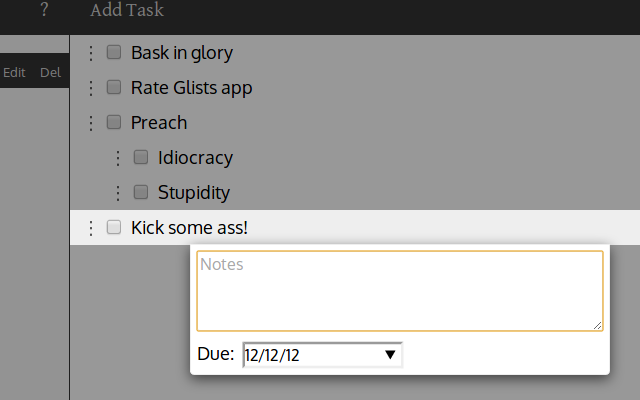 ? Add Task
Bask in glory
Edit Del
Rate Glists app
Preach
Idiocracy
Stupidity
Kick some ass!
Notes
Due: 12/12/12